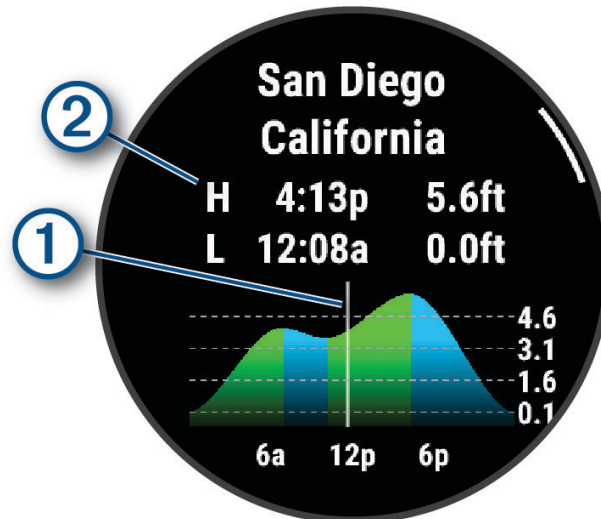 San Diego
California
2
H 4:13p 5.6ft
1
L 12:08a 0.0ft
4.6
3.1
1.6
0.1
6a 12p 6p